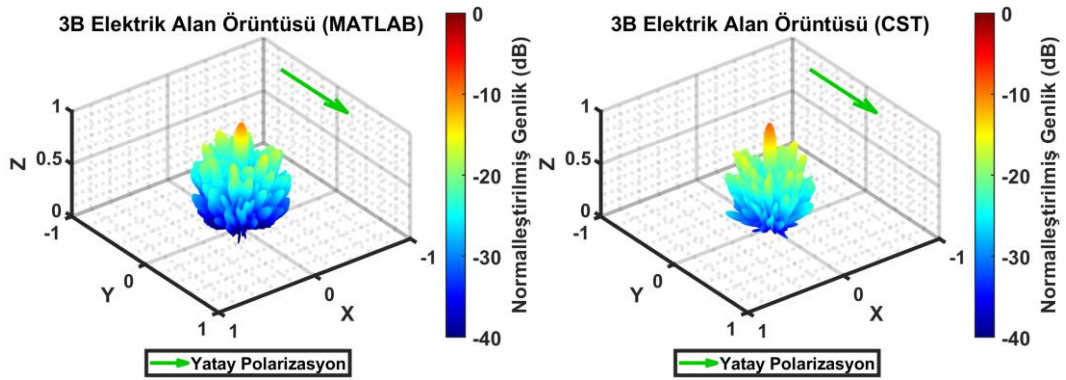 3B Elektrik Alan Örüntüsü (MATLAB)
1
0.5
0
Z
-1
0
1
Y
1
0
-1
X
0
-10
-20
-30
-40
Normalleştirilmiş Genlik (dB)
Yatay Polarizasyon
3B Elektrik Alan Örüntüsü (CST)
1
0.5
0
Z
-1
0
1
Y
1
0
-1
X
0
-10
-20
-30
-40
Normalleştirilmiş Genlik (dB)
Yatay Polarizasyon